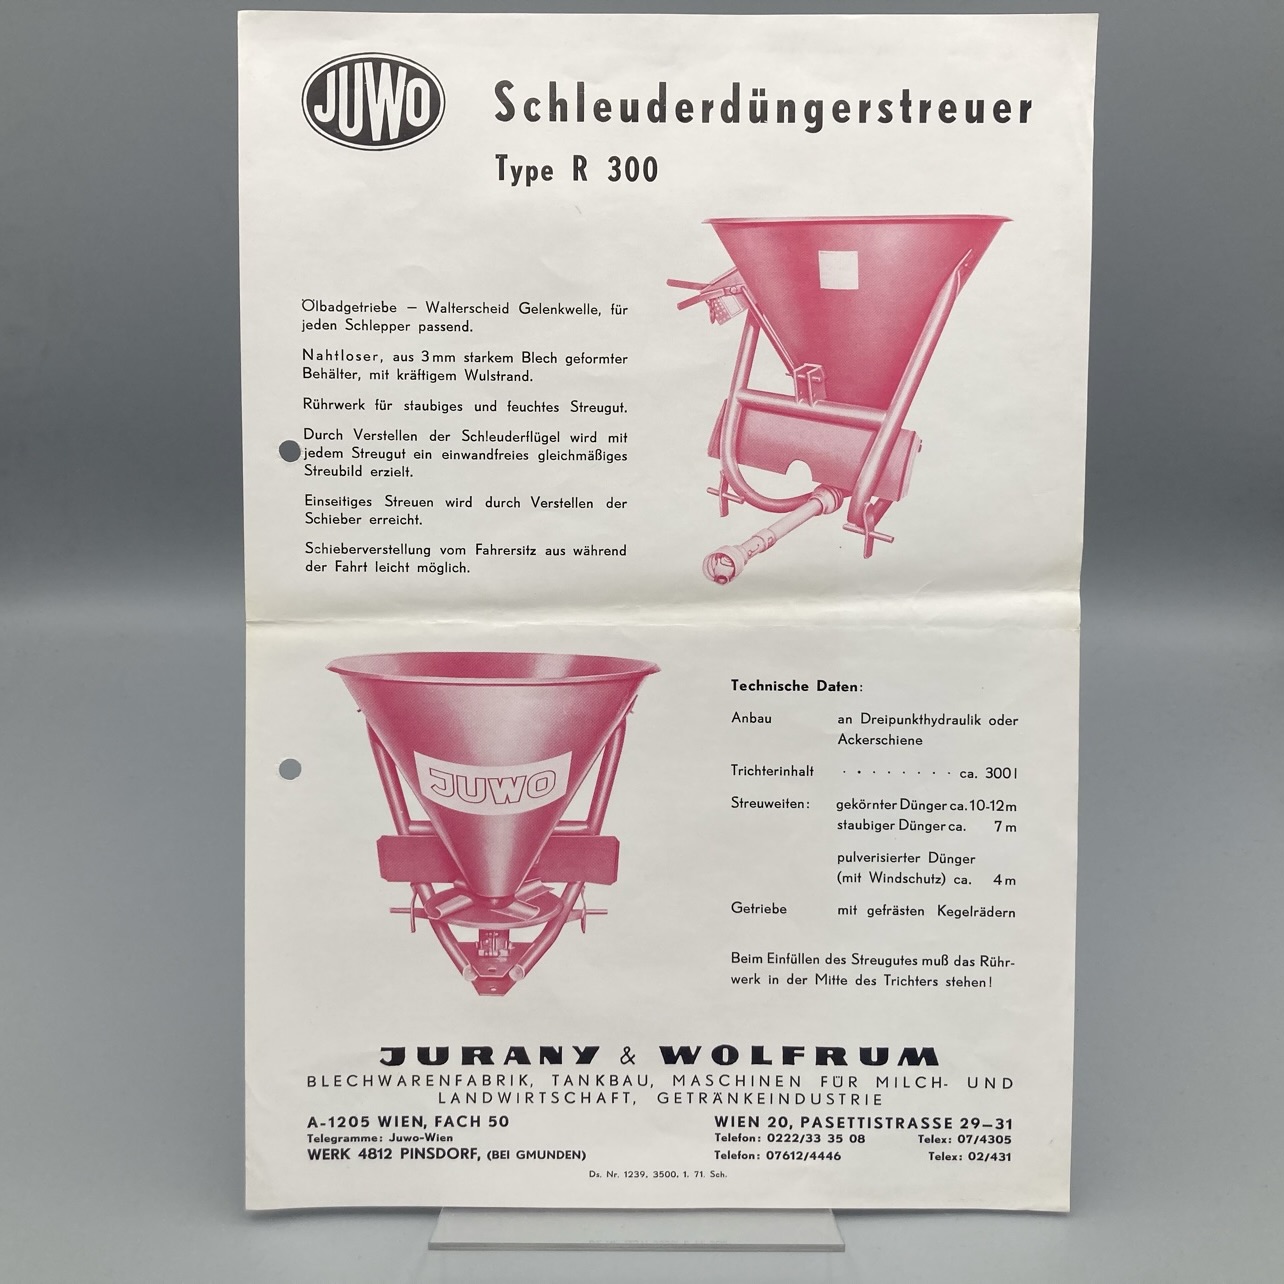 JUWO
Schleuderdüngerstreuer
Type R 300
Ölbadgetriebe — Walterscheid Gelenkwelle, für
jeden Schlepper passend.
Nahtloser, aus 3 mm starkem Blech geformter
Behälter, mit kräftigem Wulstrand.
Rührwerk für staubiges und feuchtes Streugut.
Durch Verstellen der Schleuderflügel wird mit
jedem Streugut ein einwandfreies gleichmäßiges
Streubild erzielt.
Einseitiges Streuen wird durch Verstellen der
Schieber erreicht.
Schieberverstellung vom Fahrersitz aus während
der Fahrt leicht möglich.
JUWO
Technische Daten:
Anbau an Dreipunkthydraulik oder
Ackerschiene
Trichterinhalt . . . . . . . . ca. 300 l
Streuweiten: gekörnter Dünger ca. 10-12 m
staubiger Dünger ca. 7 m
pulverisierter Dünger
(mit Windschutz) ca. 4 m
Getriebe mit gefrästen Kegelrädern
Beim Einfüllen des Streugutes muß das Rühr-
werk in der Mitte des Trichters stehen!
JURANY & WOLFRUM
BLECHWARENFABRIK, TANKBAU, MASCHINEN FÜR MILCH- UND
LANDWIRTSCHAFT, GETRÄNKEINDUSTRIE
A-1205 WIEN, FACH 50 WIEN 20, PASETTISTRASSE 29—31
Telegramme: Juwo-Wien Telefon: 0222/33 35 08 Telex: 07/4305
WERK 4812 PINSDORF, (BEI GMUNDEN) Telefon: 07612/4446 Telex: 02/431
Ds. Nr. 1239. 3500. 1. 71. Sch.